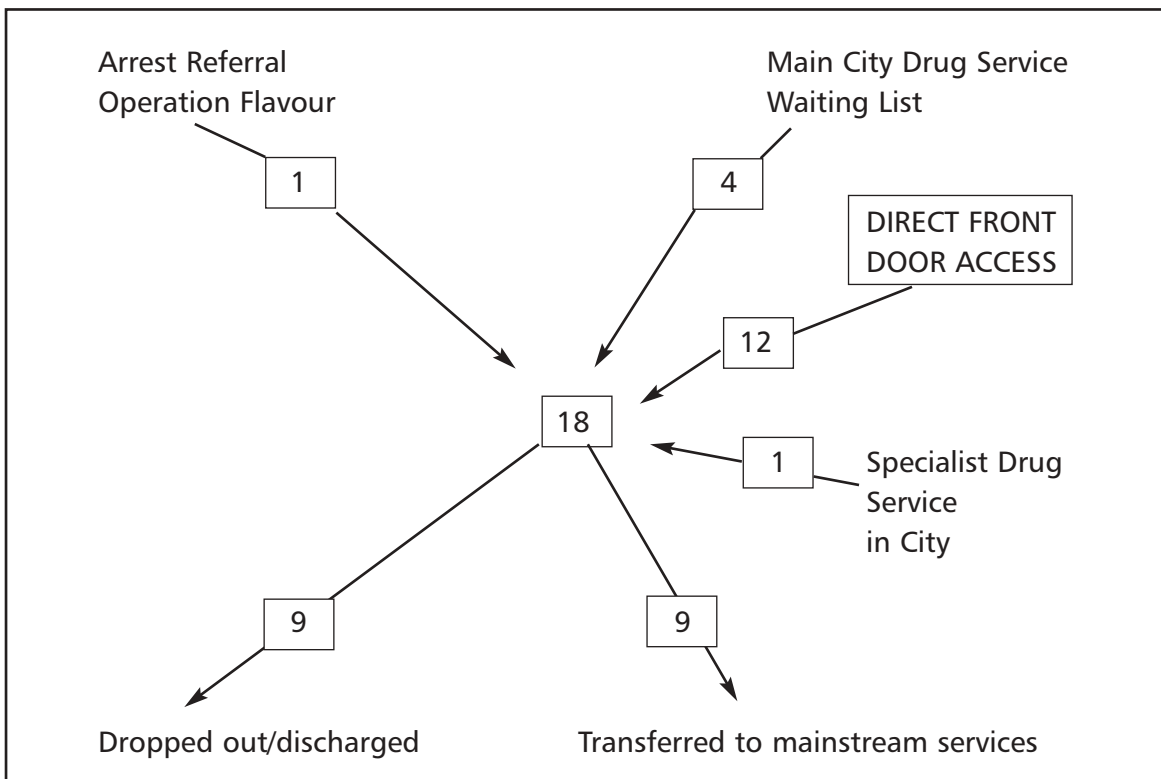 Arrest Referral
Operation Flavour
Main City Drug Service
Waiting List
1
4
DIRECT FRONT
DOOR ACCESS
12
18
1
Specialist Drug
Service
in City
9
9
Dropped out/discharged
Transferred to mainstream services